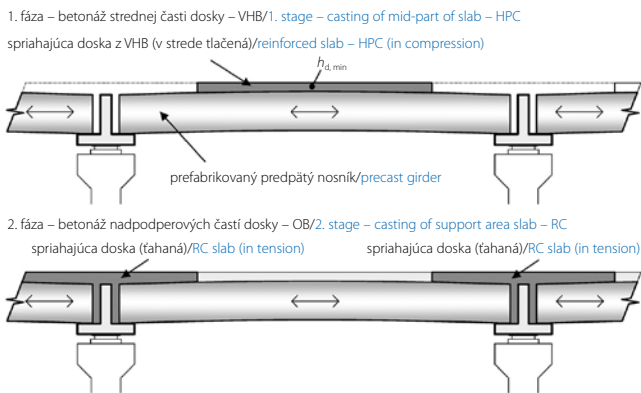 1. fáza – betonáž strednej časti dosky – VHB/1. stage – casting of mid-part of slab – HPC
spriahajúca doska z VHB (v strede tlačená)/reinforced slab – HPC (in compression)
hd, min
prefabrikovaný predpätý nosník/precast girder
2. fáza – betonáž nadpodperových častí dosky – OB/2. stage – casting of support area slab – RC
spriahajúca doska (ťahaná)/RC slab (in tension) spriahajúca doska (ťahaná)/RC slab (in tension)